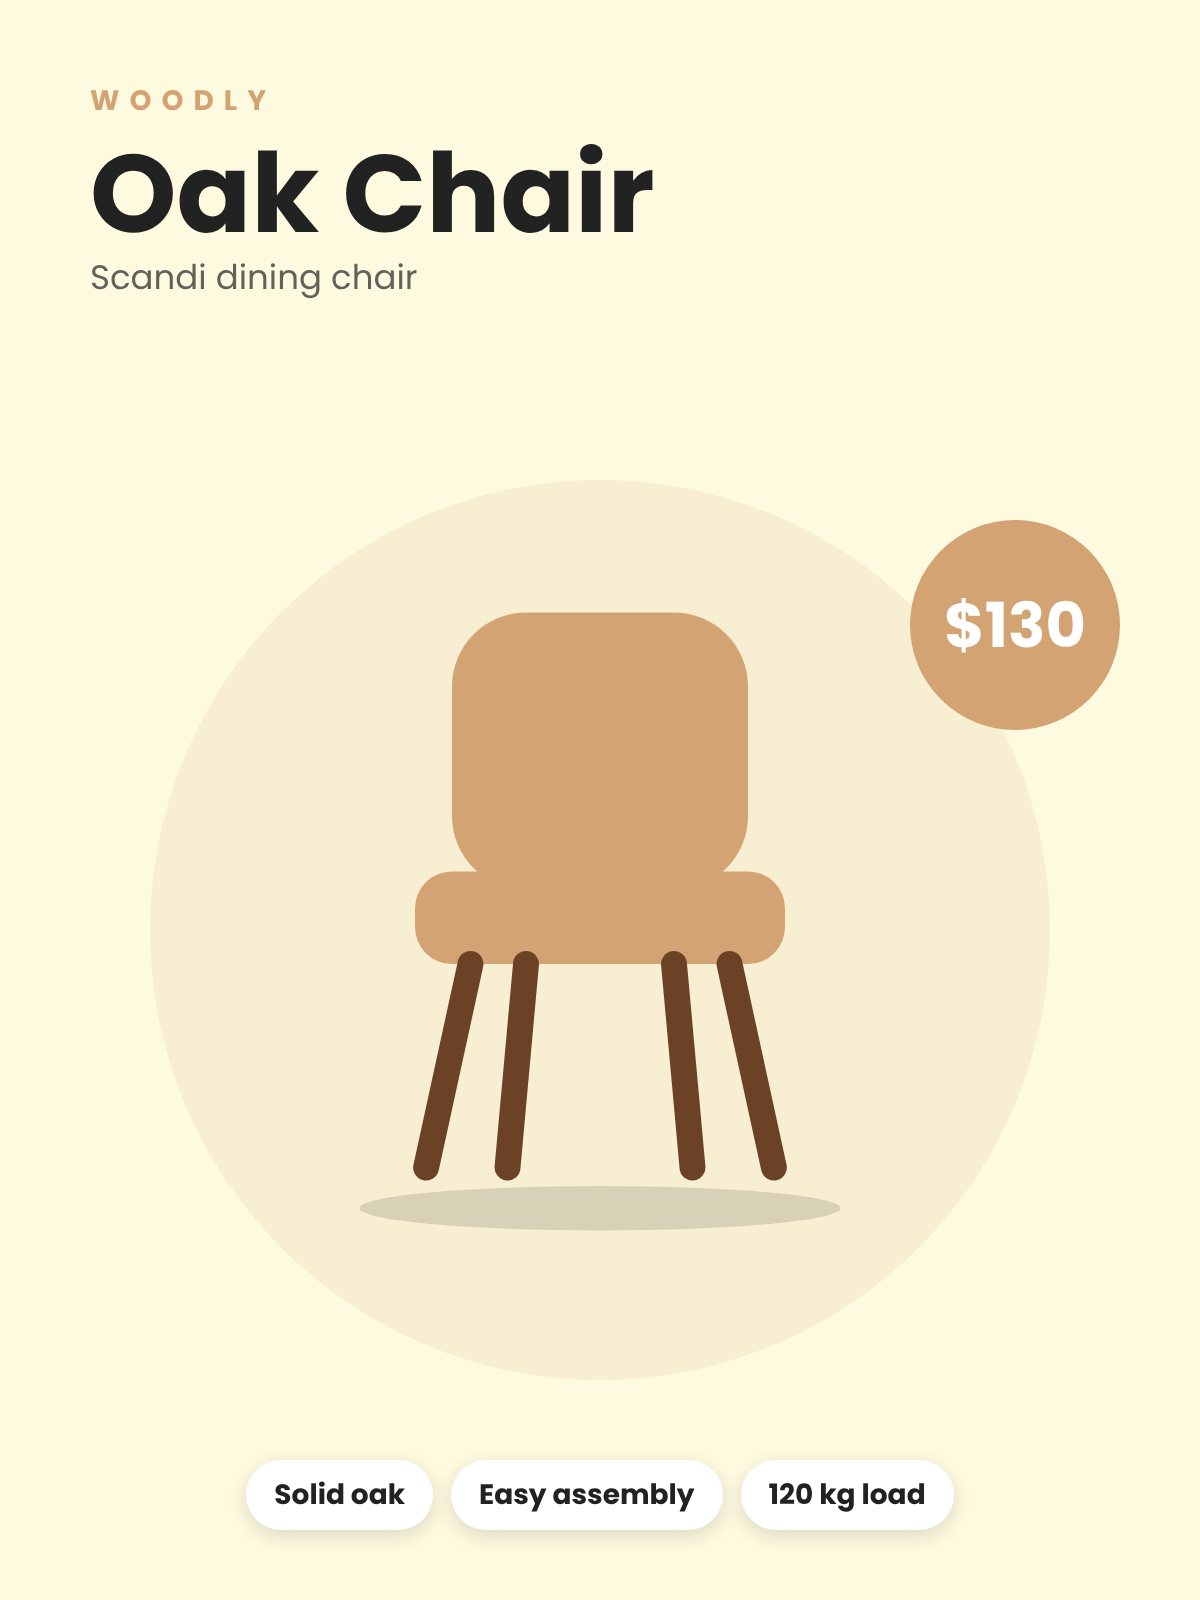 WOODLY
Oak Chair
Scandi dining chair
$130
Solid oak
Easy assembly
120 kg load